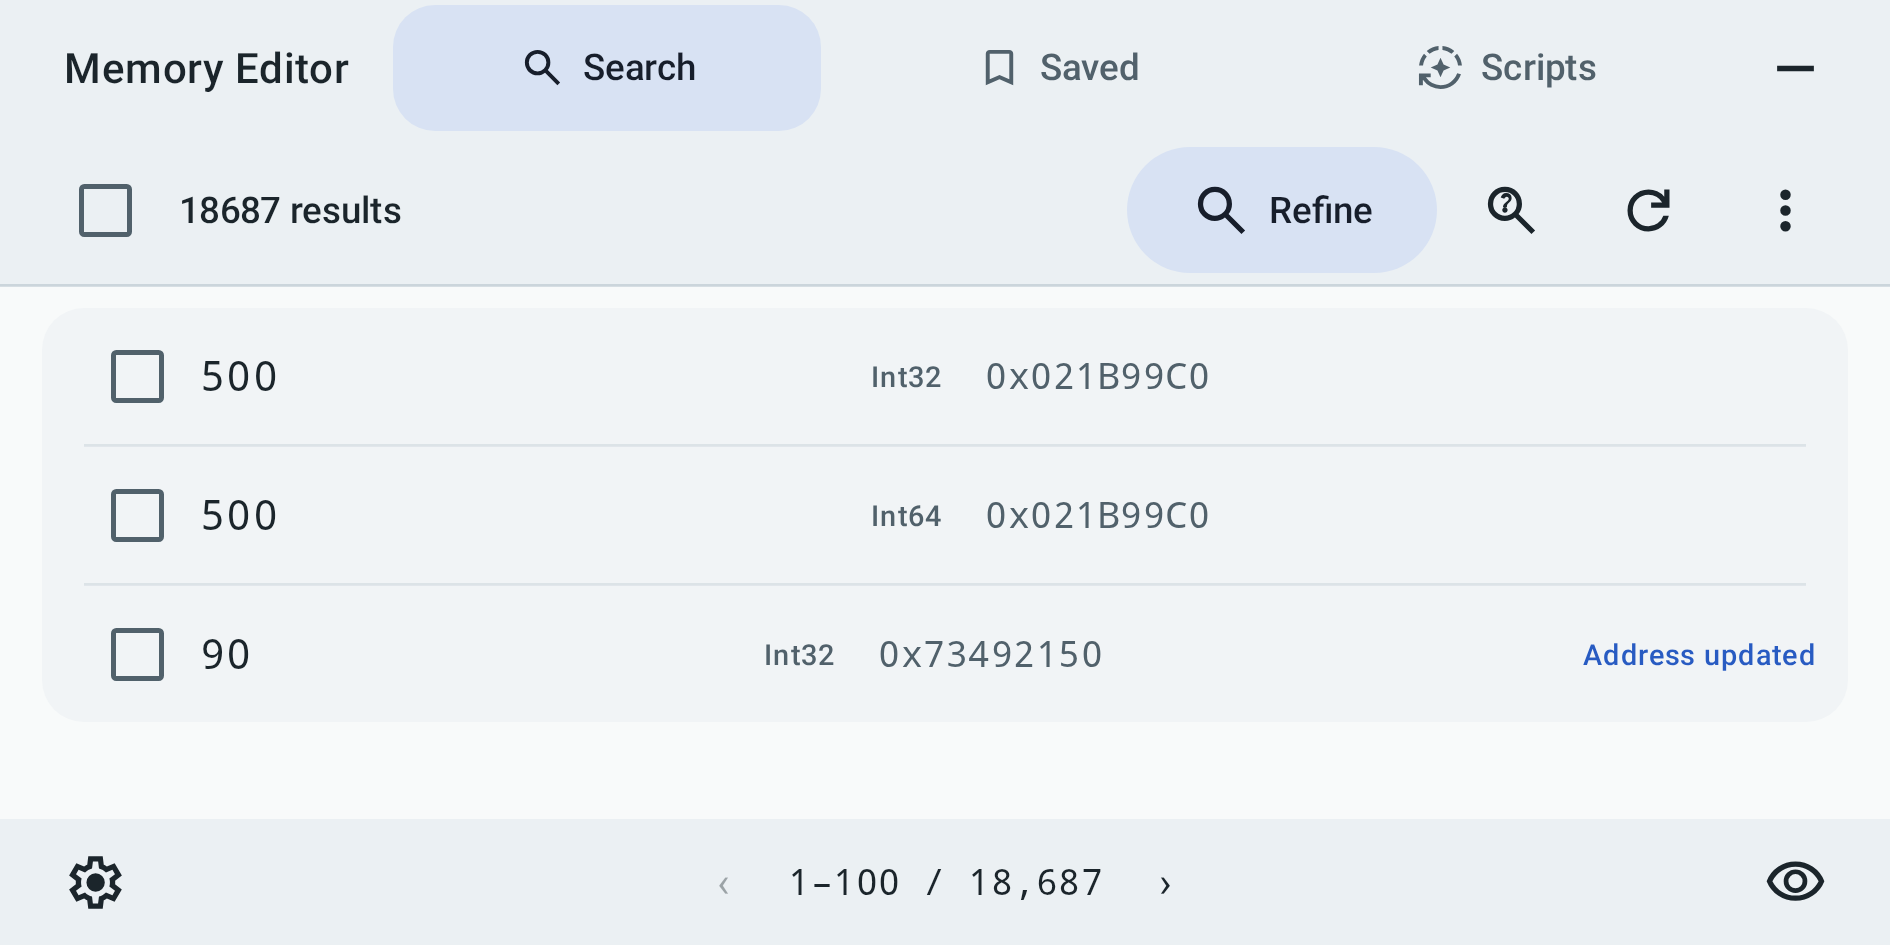 Memory Editor Search Saved Scripts
18687 results Refine
500 Int32 0x021B99C0
500 Int64 0x021B99C0
90 Int32 0x73492150 Address updated
‹ 1–100 / 18,687 ›